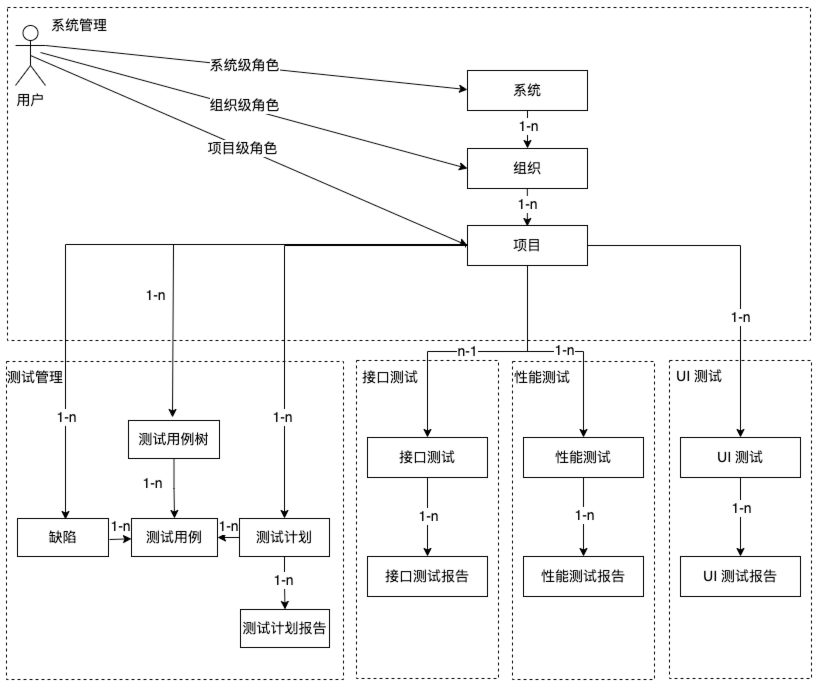 系统管理
用户
系统级角色
组织级角色
项目级角色
系统
1-n
组织
1-n
项目
1-n
1-n
n-1
1-n
测试管理
接口测试
性能测试
UI 测试
1-n
1-n
测试用例树
接口测试
性能测试
UI 测试
1-n
1-n
1-n
1-n
缺陷
1-n
测试用例
1-n
测试计划
1-n
接口测试报告
性能测试报告
UI 测试报告
测试计划报告